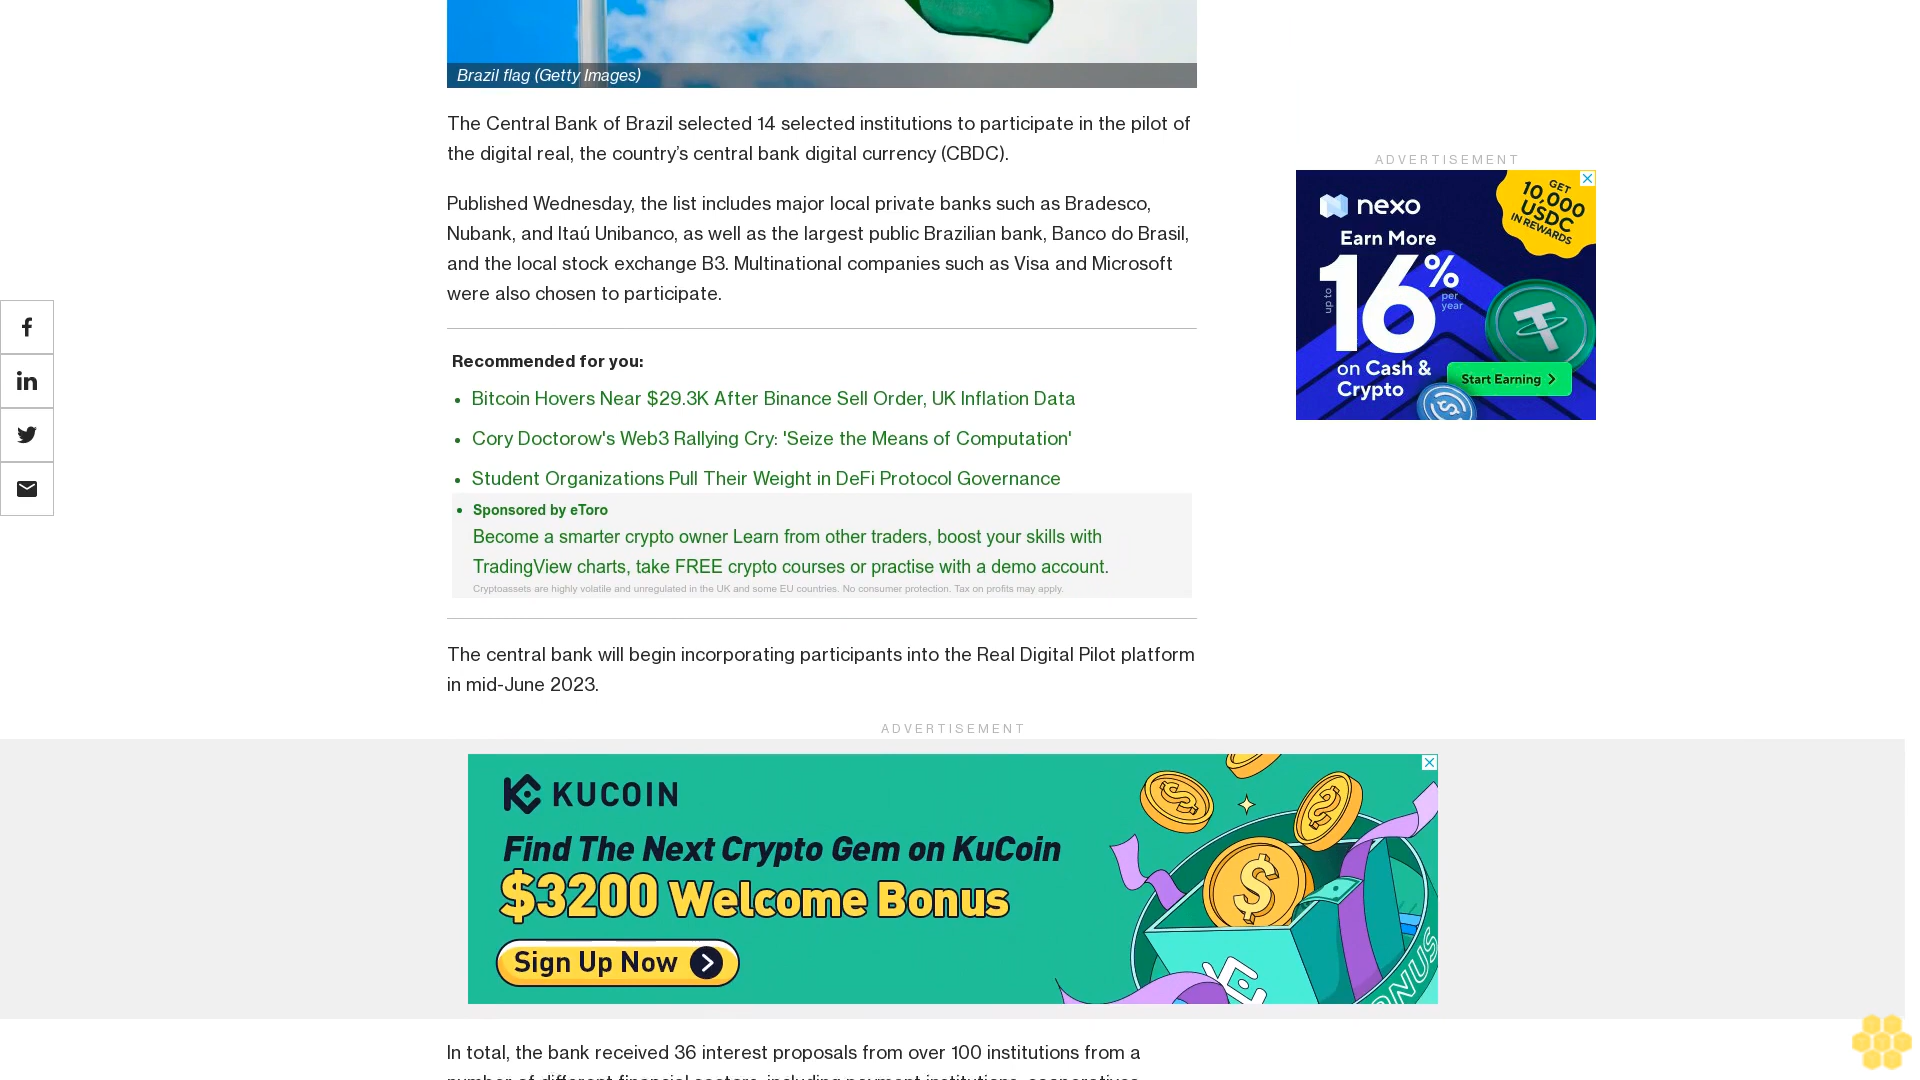 Brazil flag (Getty Images)
The Central Bank of Brazil selected 14 selected institutions to participate in the pilot of
the digital real, the country’s central bank digital currency (CBDC).
Published Wednesday, the list includes major local private banks such as Bradesco,
Nubank, and Itaú Unibanco, as well as the largest public Brazilian bank, Banco do Brasil,
and the local stock exchange B3. Multinational companies such as Visa and Microsoft
were also chosen to participate.
Recommended for you:
Bitcoin Hovers Near $29.3K After Binance Sell Order, UK Inflation Data
Cory Doctorow's Web3 Rallying Cry: 'Seize the Means of Computation'
Student Organizations Pull Their Weight in DeFi Protocol Governance
Sponsored by eToro
Become a smarter crypto owner Learn from other traders, boost your skills with
TradingView charts, take FREE crypto courses or practise with a demo account.
Cryptoassets are highly volatile and unregulated in the UK and some EU countries. No consumer protection. Tax on profits may apply.
The central bank will begin incorporating participants into the Real Digital Pilot platform
in mid-June 2023.
ADVERTISEMENT
KUCOIN
Find The Next Crypto Gem on KuCoin
$3200 Welcome Bonus
Sign Up Now
BONUS
In total, the bank received 36 interest proposals from over 100 institutions from a
number of different financial sectors, including payment institutions, cooperatives,
ADVERTISEMENT
nexo
GET
10,000
USDC
IN REWARDS
Earn More
up to
16%
per
year
on Cash &
Crypto
Start Earning